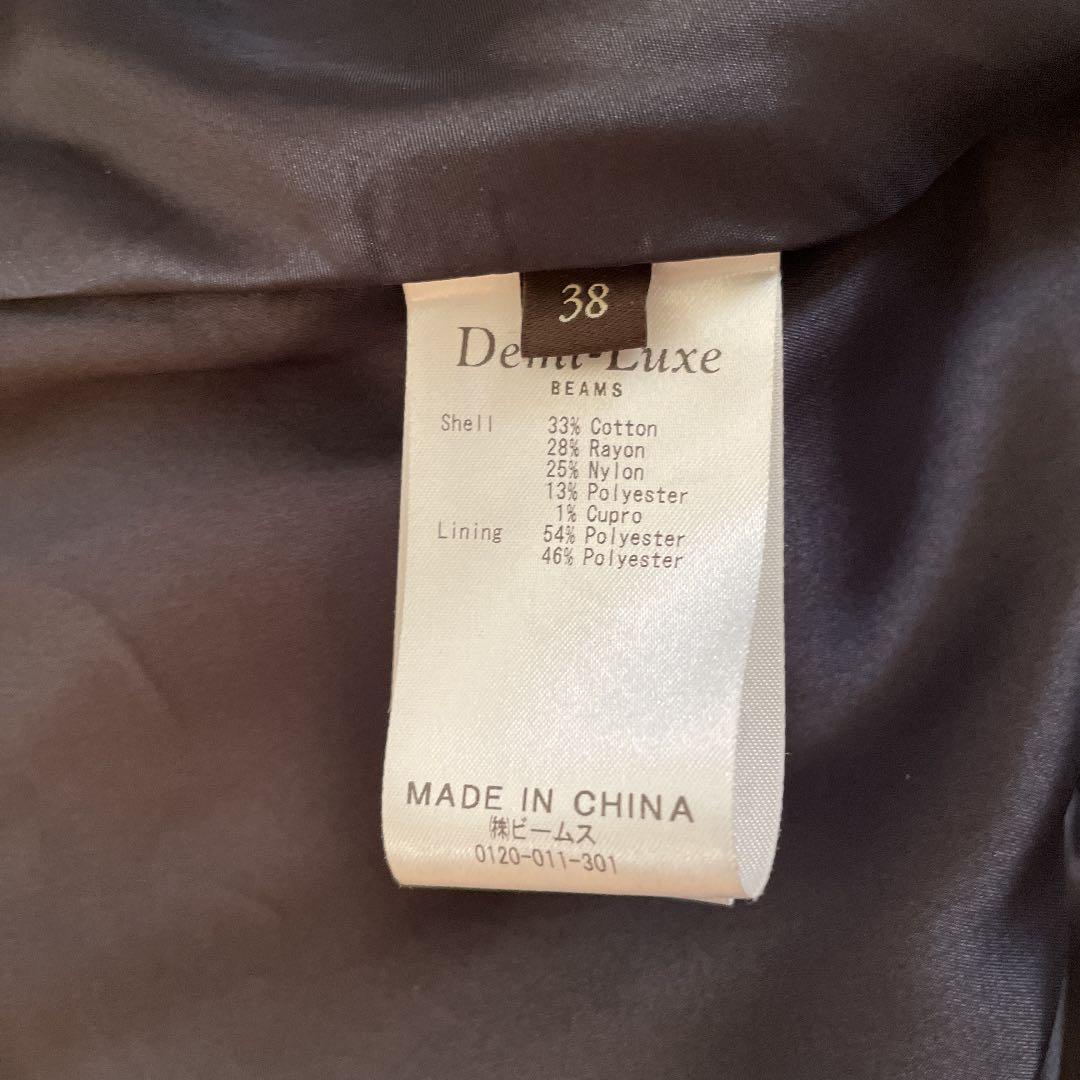 38
Demi-Luxe
BEAMS
Shell 33% Cotton
28% Rayon
25% Nylon
13% Polyester
1% Cupro
Lining 54% Polyester
46% Polyester
MADE IN CHINA
㈱ビームス
0120-011-301